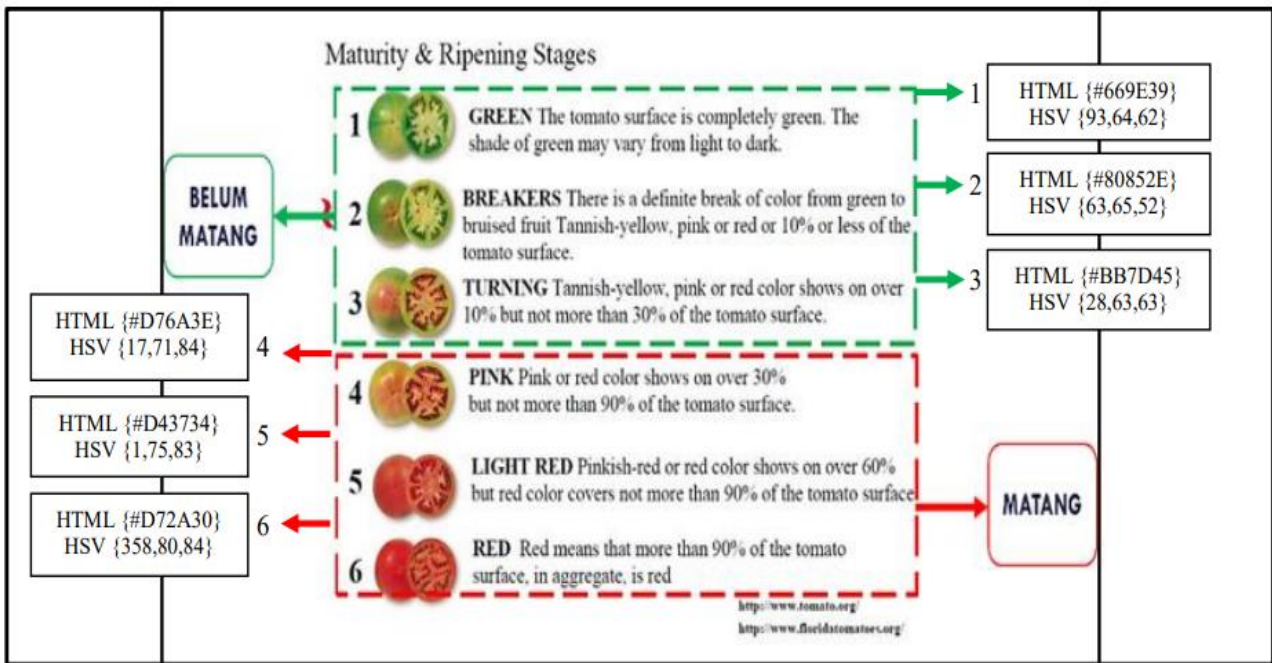 Maturity & Ripening Stages
1
GREEN The tomato surface is completely green. The
shade of green may vary from light to dark.
2
BREAKERS There is a definite break of color from green to
bruised fruit Tannish-yellow, pink or red or 10% or less of the
tomato surface.
3
TURNING Tannish-yellow, pink or red color shows on over
10% but not more than 30% of the tomato surface.
4
PINK Pink or red color shows on over 30%
but not more than 90% of the tomato surface.
5
LIGHT RED Pinkish-red or red color shows on over 60%
but red color covers not more than 90% of the tomato surface
6
RED Red means that more than 90% of the tomato
surface, in aggregate, is red
http://www.tomato.org/
http://www.floridatomatoes.org/
BELUM
MATANG
MATANG
1
HTML {#669E39}
HSV {93,64,62}
2
HTML {#80852E}
HSV {63,65,52}
3
HTML {#BB7D45}
HSV {28,63,63}
HTML {#D76A3E}
HSV {17,71,84}
4
HTML {#D43734}
HSV {1,75,83}
5
HTML {#D72A30}
HSV {358,80,84}
6